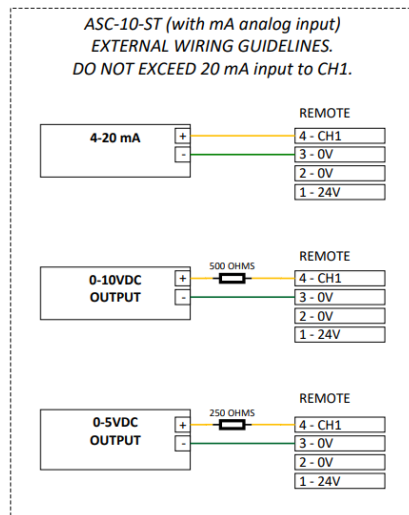 ASC-10-ST (with mA analog input)
EXTERNAL WIRING GUIDELINES.
DO NOT EXCEED 20 mA input to CH1.
REMOTE
4-20 mA
+
-
4 - CH1
3 - 0V
2 - 0V
1 - 24V
REMOTE
0-10VDC
OUTPUT
+
-
500 OHMS
4 - CH1
3 - 0V
2 - 0V
1 - 24V
REMOTE
0-5VDC
OUTPUT
+
-
250 OHMS
4 - CH1
3 - 0V
2 - 0V
1 - 24V